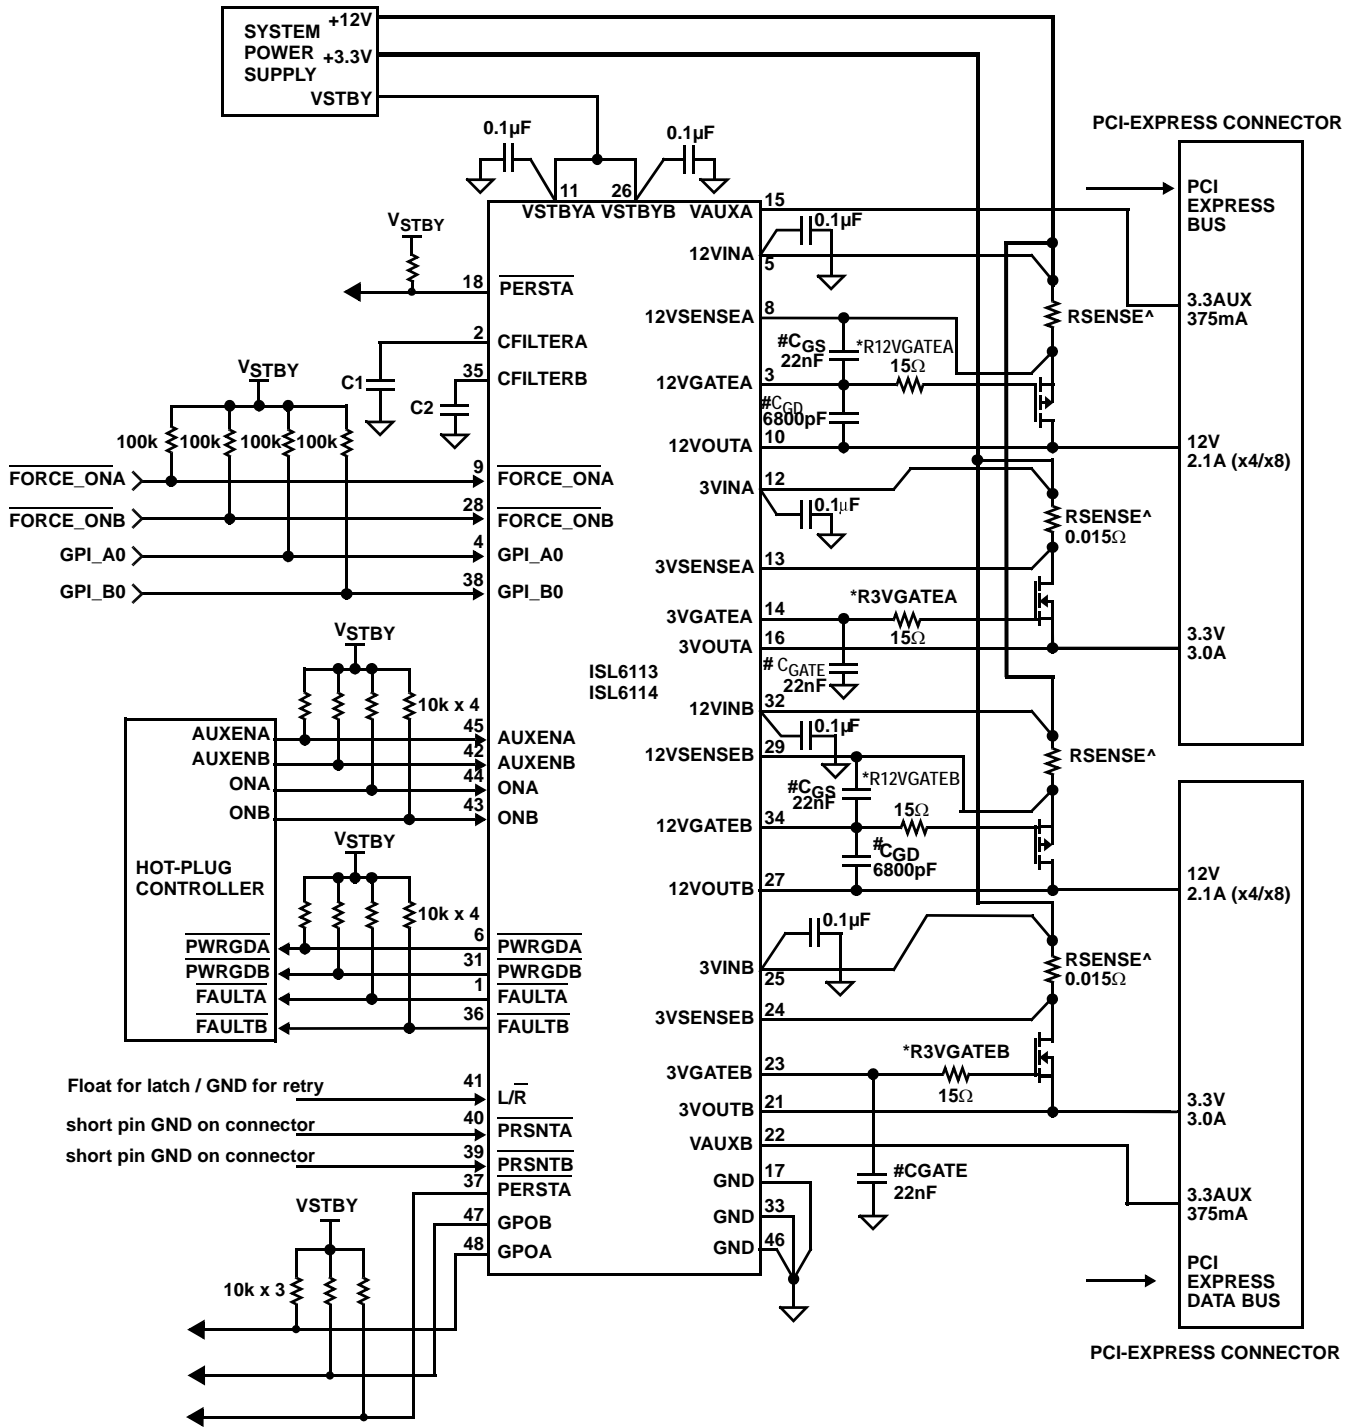 SYSTEM
POWER
SUPPLY
+12V
+3.3V
VSTBY
0.1µF
0.1µF
11
26
VSTBYA
VSTBYB
VSTBY
18
PERSTA
2
CFILTERA
C1
35
CFILTERB
C2
VSTBY
100k
100k
100k
100k
FORCE_ONA
9
FORCE_ONA
FORCE_ONB
28
FORCE_ONB
GPI_A0
4
GPI_A0
GPI_B0
38
GPI_B0
VSTBY
10k x 4
HOT-PLUG
CONTROLLER
AUXENA
45
AUXENA
AUXENB
42
AUXENB
ONA
44
ONA
ONB
43
ONB
VSTBY
10k x 4
PWRGDA
6
PWRGDA
PWRGDB
31
PWRGDB
FAULTA
1
FAULTA
FAULTB
36
FAULTB
Float for latch / GND for retry
41
L/R
short pin GND on connector
40
PRSNTA
short pin GND on connector
39
PRSNTB
37
PERSTA
47
GPOB
48
GPOA
VSTBY
10k x 3
ISL6113
ISL6114
VAUXA
15
12VINA
5
0.1µF
12VSENSEA
8
#CGS
22nF
*R12VGATEA
15Ω
12VGATEA
3
#CGD
6800pF
12VOUTA
10
RSENSE^
3VINA
12
0.1µF
RSENSE^
0.015Ω
3VSENSEA
13
3VGATEA
14
*R3VGATEA
15Ω
3VOUTA
16
# CGATE
22nF
12VINB
32
0.1µF
12VSENSEB
29
#CGS
22nF
*R12VGATEB
15Ω
RSENSE^
12VGATEB
34
#CGD
6800pF
12VOUTB
27
0.1µF
3VINB
25
RSENSE^
0.015Ω
3VSENSEB
24
3VGATEB
23
*R3VGATEB
15Ω
3VOUTB
21
VAUXB
22
#CGATE
22nF
GND
17
GND
33
GND
46
PCI-EXPRESS CONNECTOR
PCI
EXPRESS
BUS
3.3AUX
375mA
12V
2.1A (x4/x8)
3.3V
3.0A
12V
2.1A (x4/x8)
3.3V
3.0A
3.3AUX
375mA
PCI
EXPRESS
DATA BUS
PCI-EXPRESS CONNECTOR